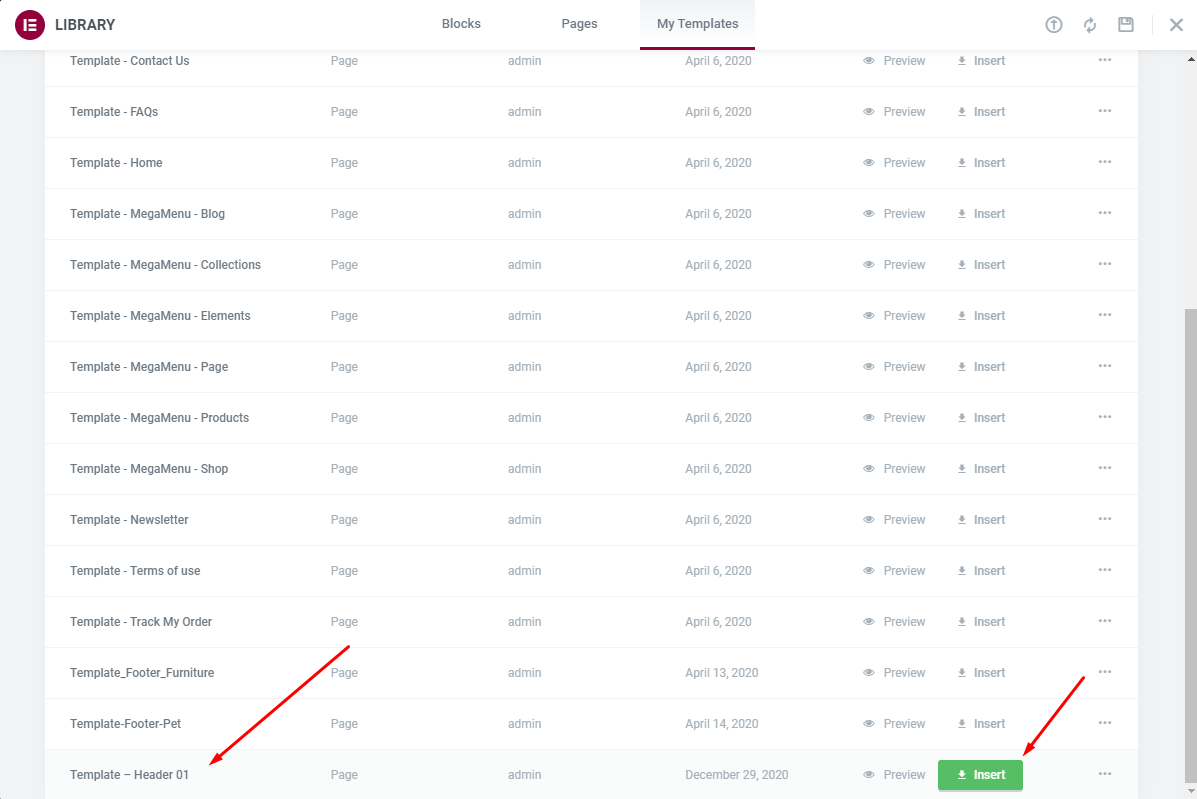 LIBRARY Blocks Pages My Templates
Template - Contact Us Page admin April 6, 2020 Preview Insert
Template - FAQs Page admin April 6, 2020 Preview Insert
Template - Home Page admin April 6, 2020 Preview Insert
Template - MegaMenu - Blog Page admin April 6, 2020 Preview Insert
Template - MegaMenu - Collections Page admin April 6, 2020 Preview Insert
Template - MegaMenu - Elements Page admin April 6, 2020 Preview Insert
Template - MegaMenu - Page Page admin April 6, 2020 Preview Insert
Template - MegaMenu - Products Page admin April 6, 2020 Preview Insert
Template - MegaMenu - Shop Page admin April 6, 2020 Preview Insert
Template - Newsletter Page admin April 6, 2020 Preview Insert
Template - Terms of use Page admin April 6, 2020 Preview Insert
Template - Track My Order Page admin April 6, 2020 Preview Insert
Template_Footer_Furniture Page admin April 13, 2020 Preview Insert
Template-Footer-Pet Page admin April 14, 2020 Preview Insert
Template – Header 01 Page admin December 29, 2020 Preview Insert